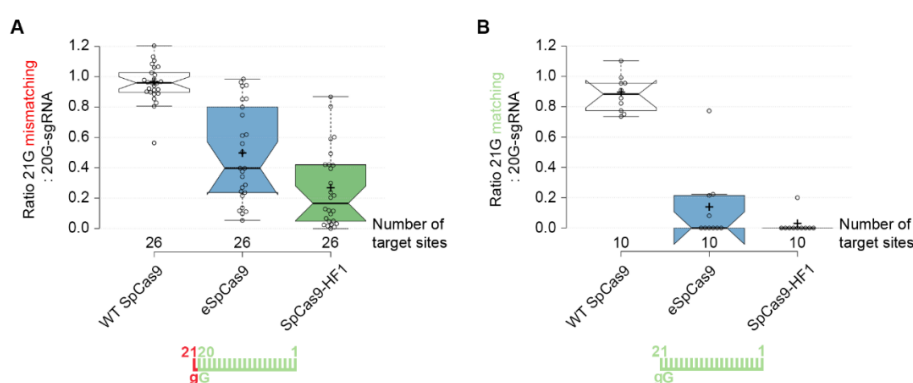 A
Ratio 21G mismatching
: 20G-sgRNA
1.2
1.0
0.8
0.6
0.4
0.2
0.0
26
26
26
Number of
target sites
WT SpCas9
eSpCas9
SpCas9-HF1
21 20
1
gG
B
Ratio 21G matching
: 20G-sgRNA
1.2
1.0
0.8
0.6
0.4
0.2
0.0
10
10
10
Number of
target sites
WT SpCas9
eSpCas9
SpCas9-HF1
21
1
gG